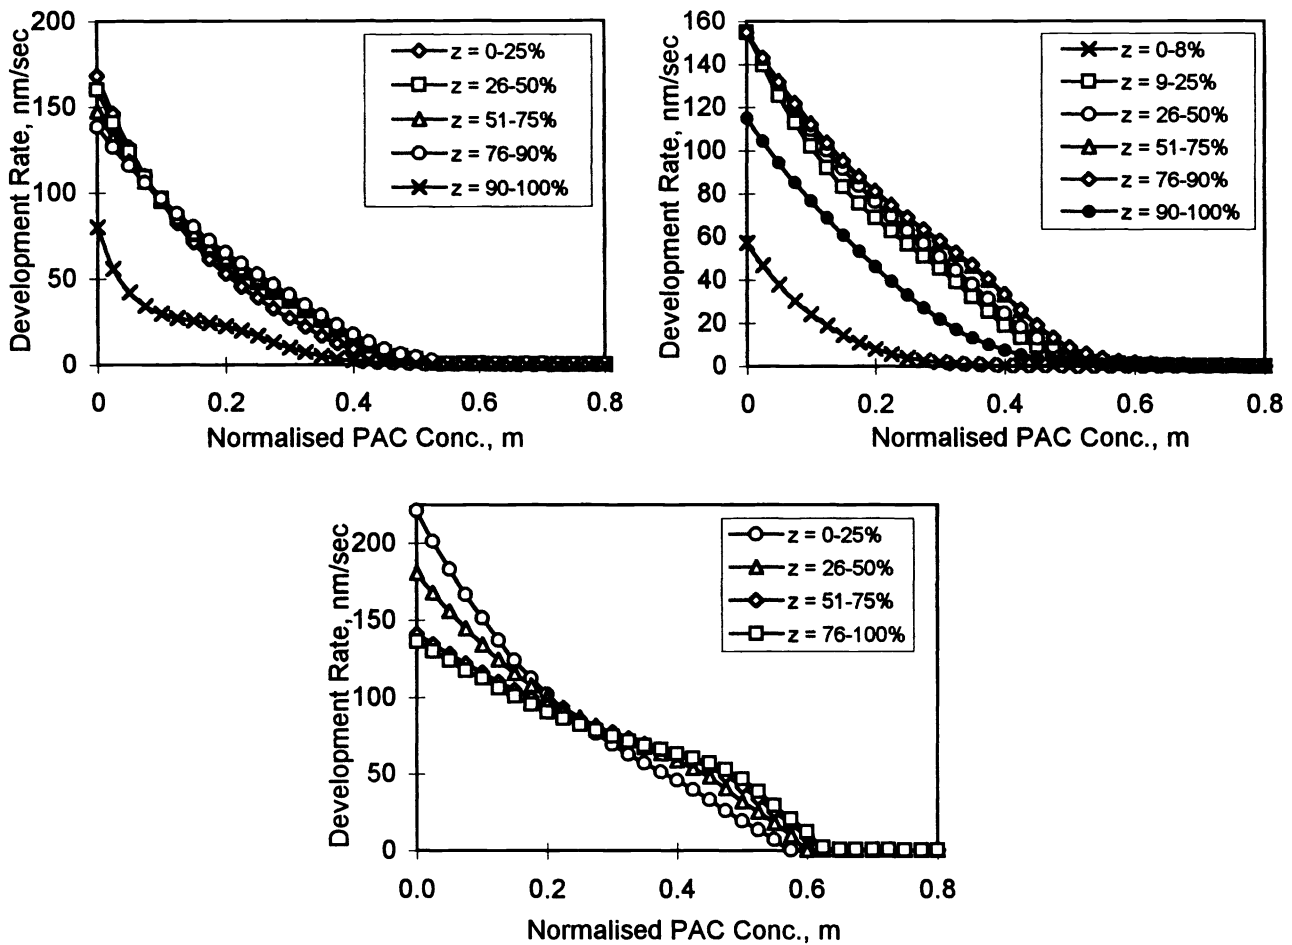 200
150
100
50
0
0
0.2
0.4
0.6
0.8
Development Rate, nm/sec
Normalised PAC Conc., m
z = 0-25%
z = 26-50%
z = 51-75%
z = 76-90%
z = 90-100%
160
140
120
100
80
60
40
20
0
0
0.2
0.4
0.6
0.8
Development Rate, nm/sec
Normalised PAC Conc., m
z = 0-8%
z = 9-25%
z = 26-50%
z = 51-75%
z = 76-90%
z = 90-100%
200
150
100
50
0
0.0
0.2
0.4
0.6
0.8
Development Rate, nm/sec
Normalised PAC Conc., m
z = 0-25%
z = 26-50%
z = 51-75%
z = 76-100%